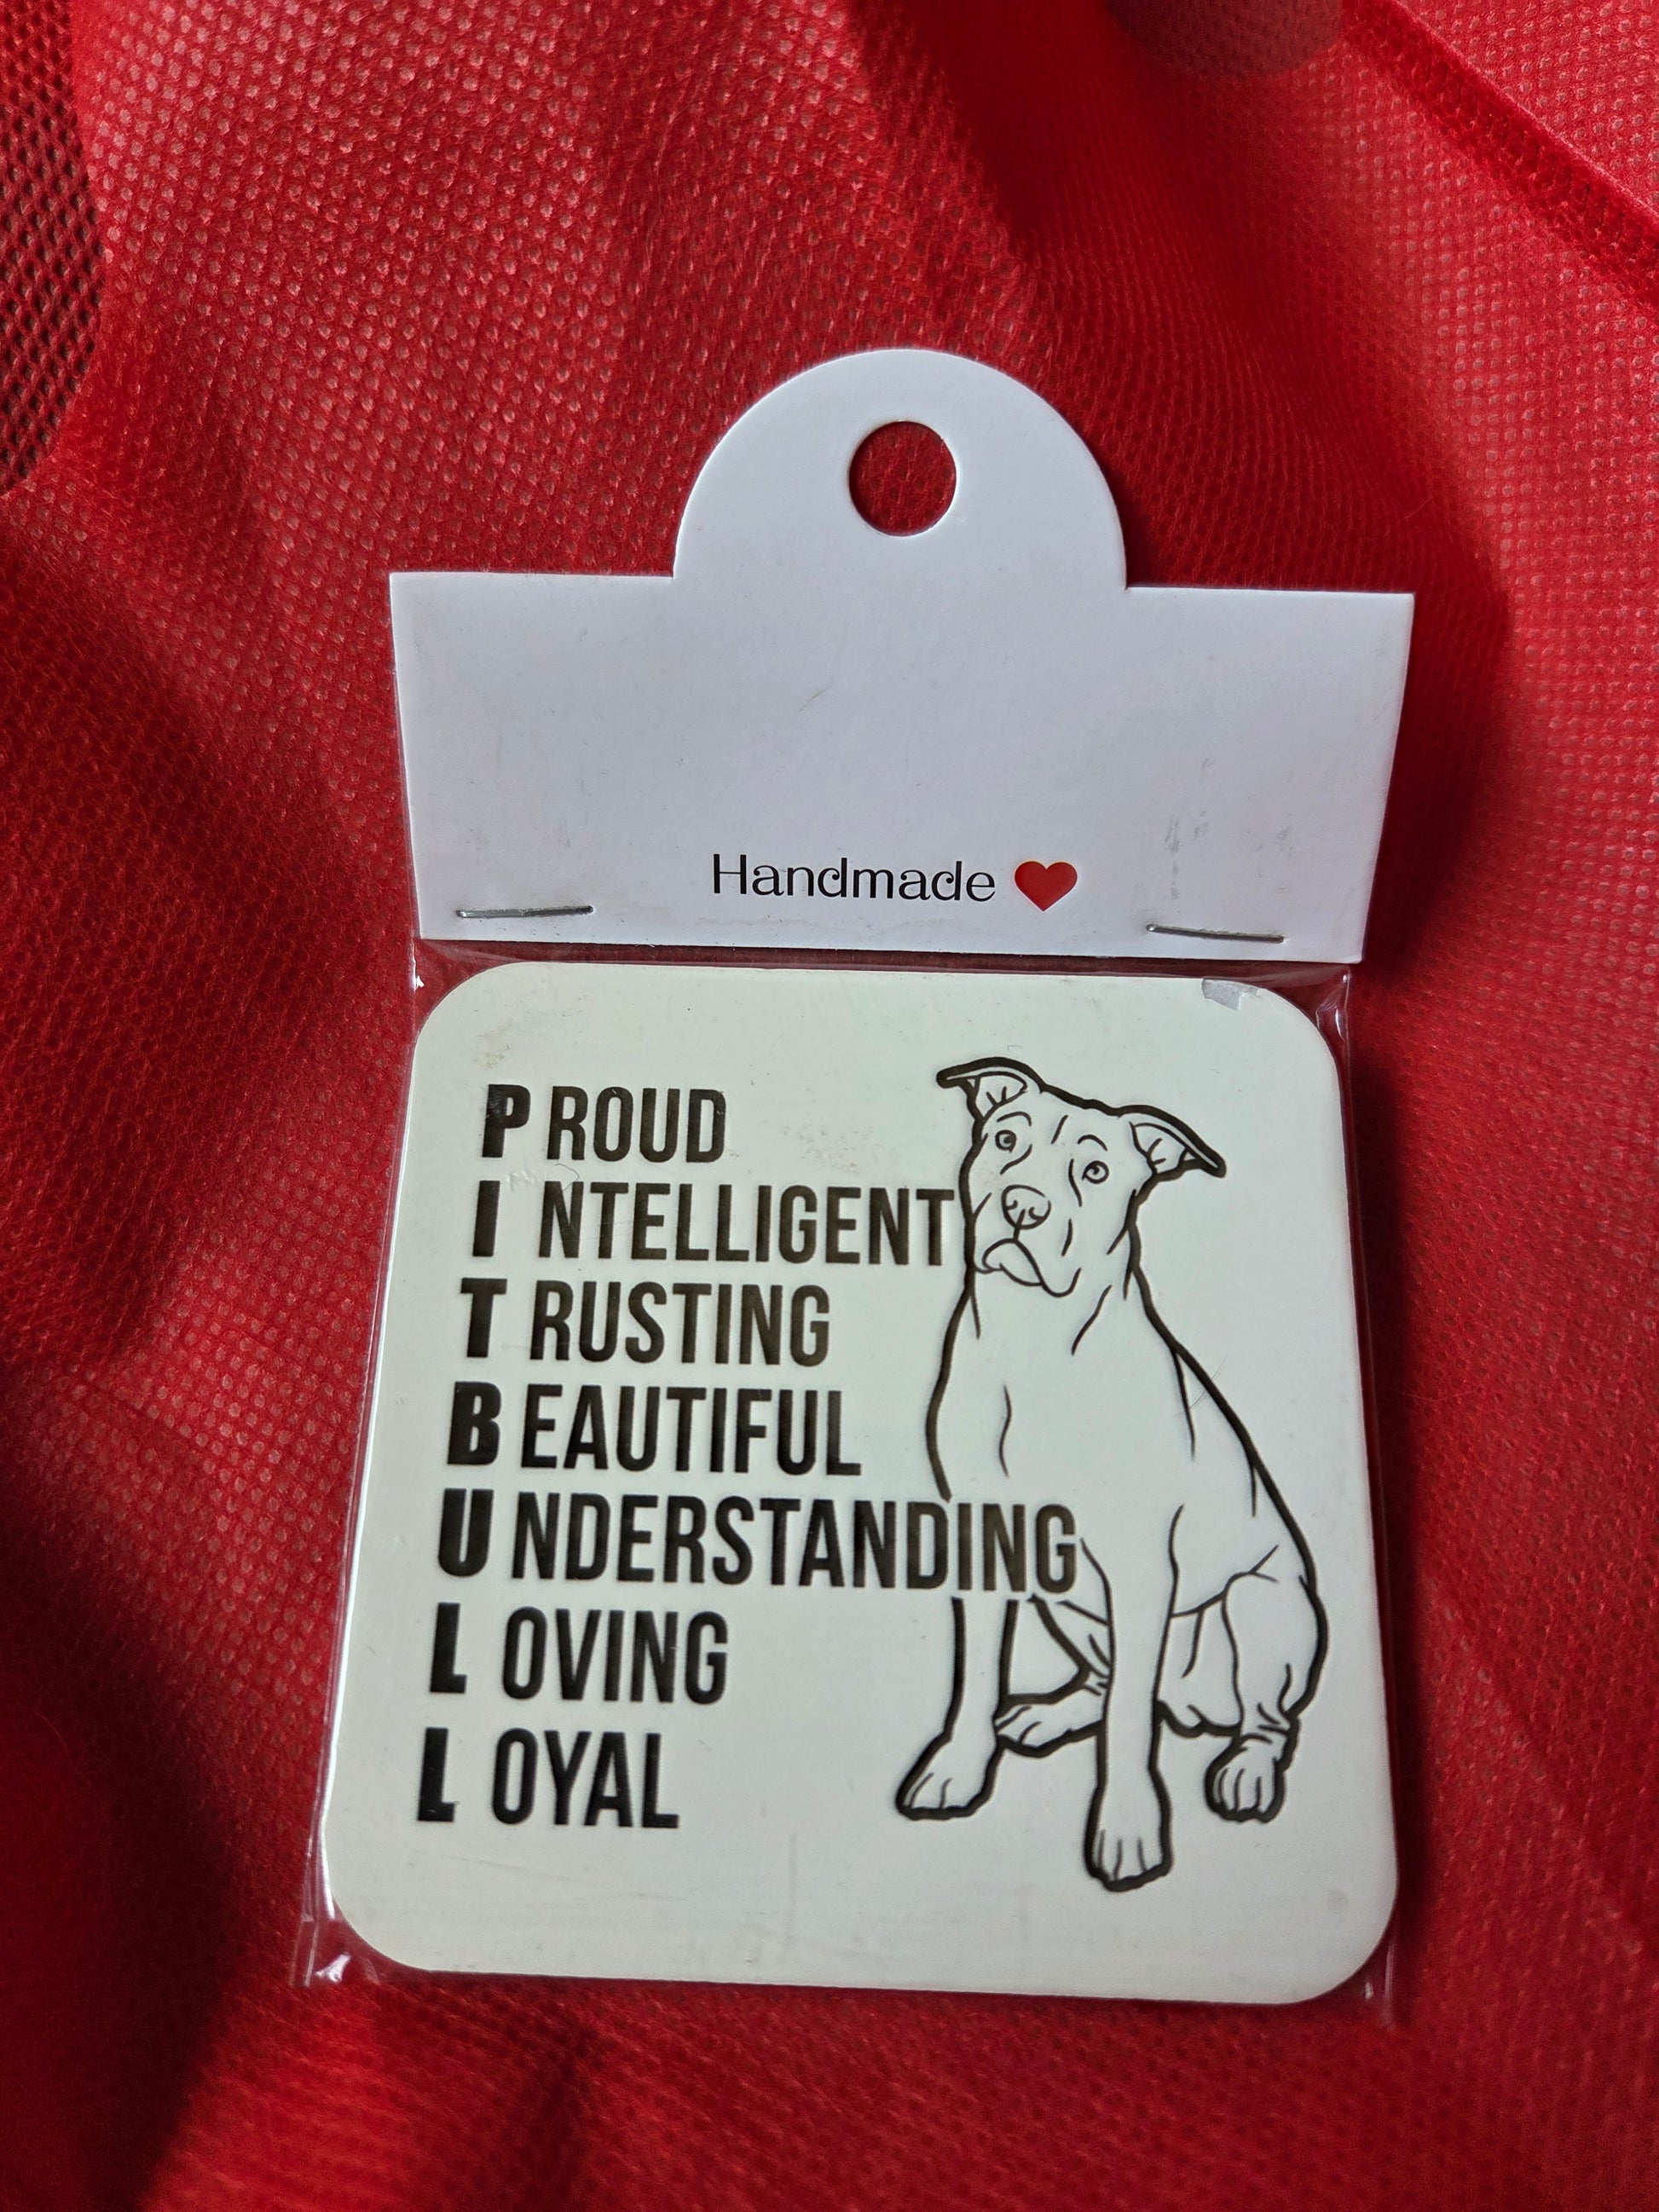 Handmade ❤
PROUD
INTELLIGENT
TRUSTING
BEAUTIFUL
UNDERSTANDING
LOVING
LOYAL